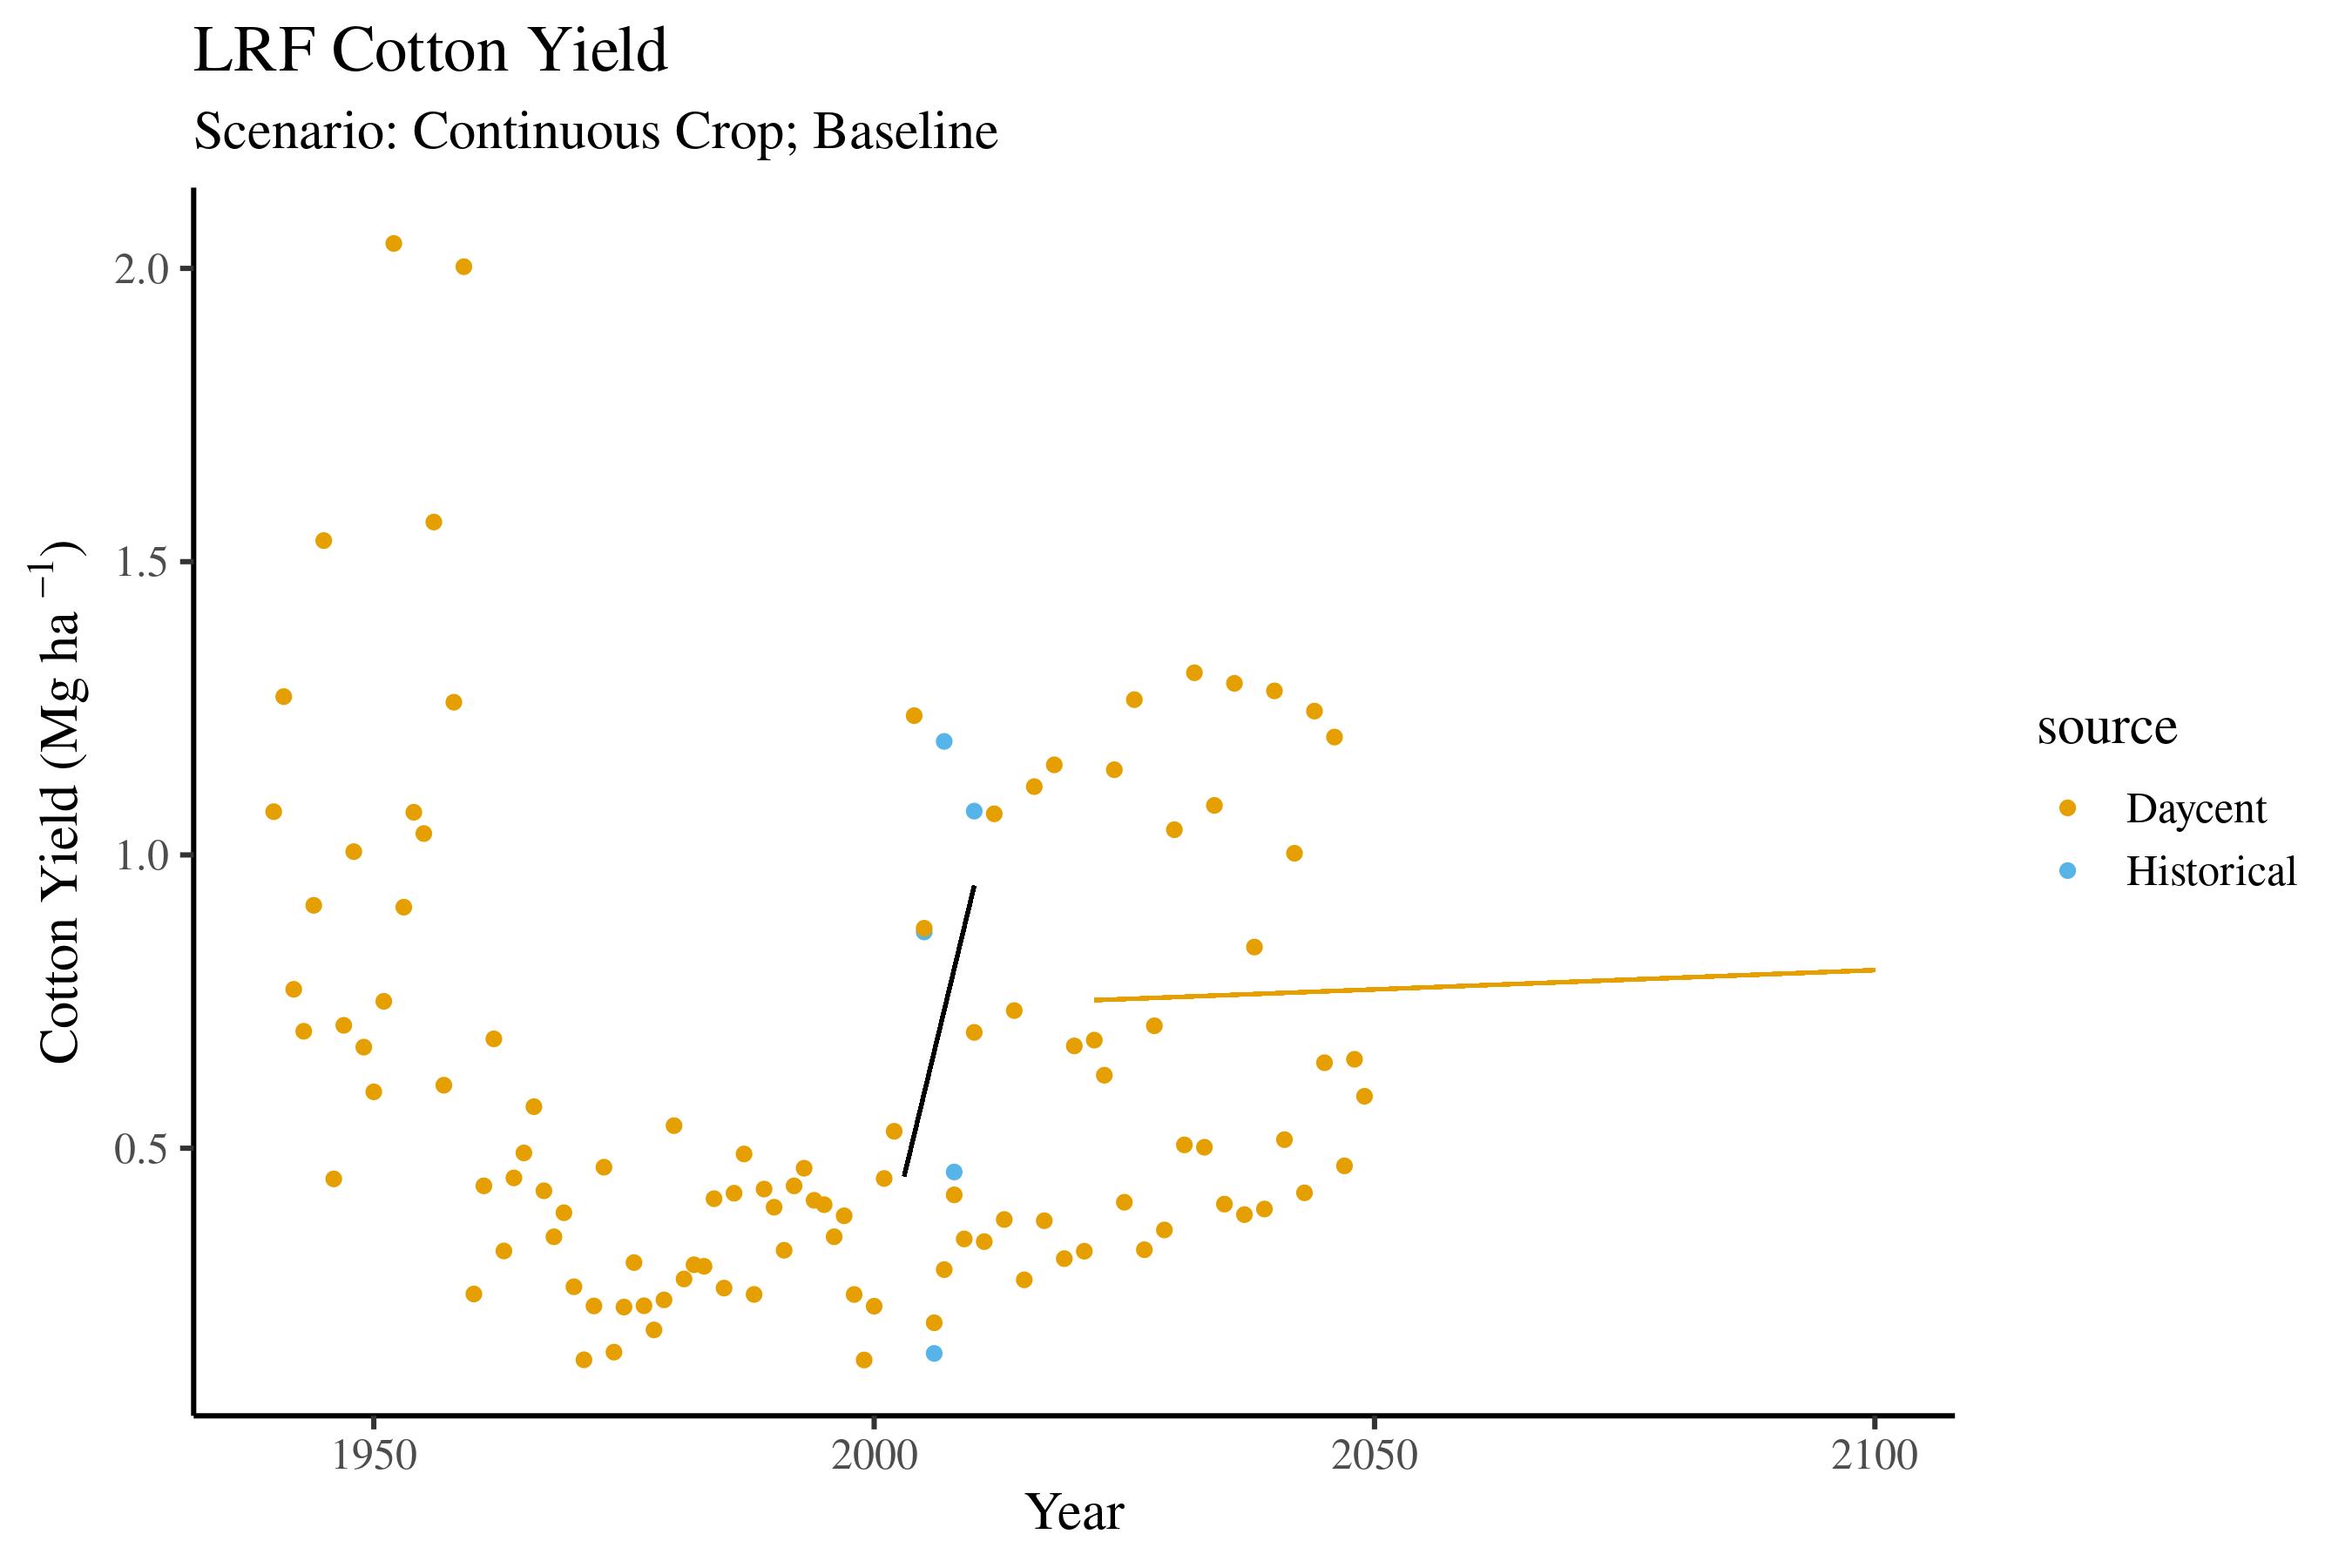 LRF Cotton Yield
Scenario: Continuous Crop; Baseline
Cotton Yield (Mg ha −1)
2.0
1.5
1.0
0.5
1950
2000
2050
2100
Year
source
Daycent
Historical